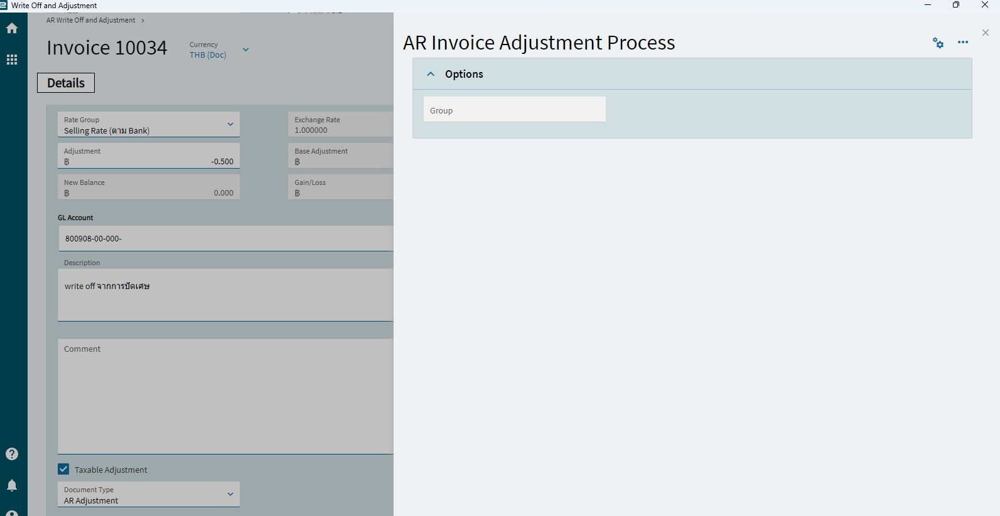 Write Off and Adjustment
AR Write Off and Adjustment
Invoice 10034
Currency
THB (Doc)
Details
Rate Group
Selling Rate (ตาม Bank)
Exchange Rate
1.000000
Adjustment
฿ -0.500
Base Adjustment
฿
New Balance
฿ 0.000
Gain/Loss
฿
GL Account
800908-00-000-
Description
write off จากการปัดเศษ
Comment
Taxable Adjustment
Document Type
AR Adjustment
AR Invoice Adjustment Process
Options
Group